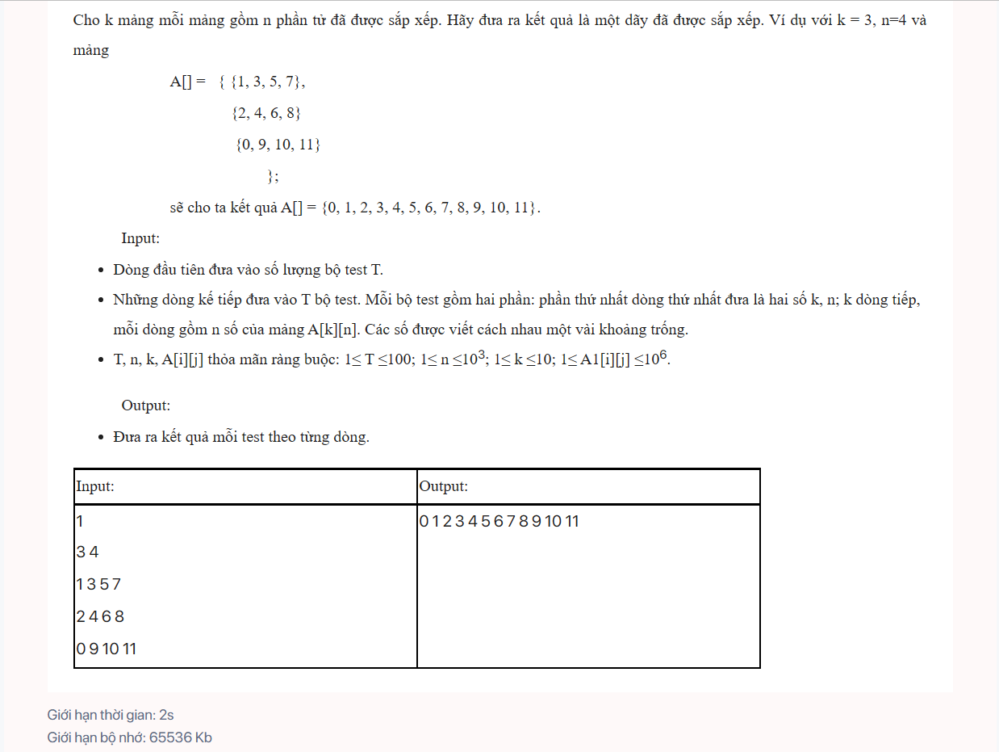 Cho k mảng mỗi mảng gồm n phần tử đã được sắp xếp. Hãy đưa ra kết quả là một dãy đã được sắp xếp. Ví dụ với k = 3, n=4 và
mảng
A[] = { {1, 3, 5, 7},
{2, 4, 6, 8}
{0, 9, 10, 11}
};
sẽ cho ta kết quả A[] = {0, 1, 2, 3, 4, 5, 6, 7, 8, 9, 10, 11}.
Input:
• Dòng đầu tiên đưa vào số lượng bộ test T.
• Những dòng kế tiếp đưa vào T bộ test. Mỗi bộ test gồm hai phần: phần thứ nhất dòng thứ nhất đưa là hai số k, n; k dòng tiếp,
mỗi dòng gồm n số của mảng A[k][n]. Các số được viết cách nhau một vài khoảng trống.
• T, n, k, A[i][j] thỏa mãn ràng buộc: 1≤ T ≤100; 1≤ n ≤10³; 1≤ k ≤10; 1≤ A1[i][j] ≤10⁶.
Output:
• Đưa ra kết quả mỗi test theo từng dòng.
Input: Output:
1 0 1 2 3 4 5 6 7 8 9 10 11
3 4
1 3 5 7
2 4 6 8
0 9 10 11
Giới hạn thời gian: 2s
Giới hạn bộ nhớ: 65536 Kb